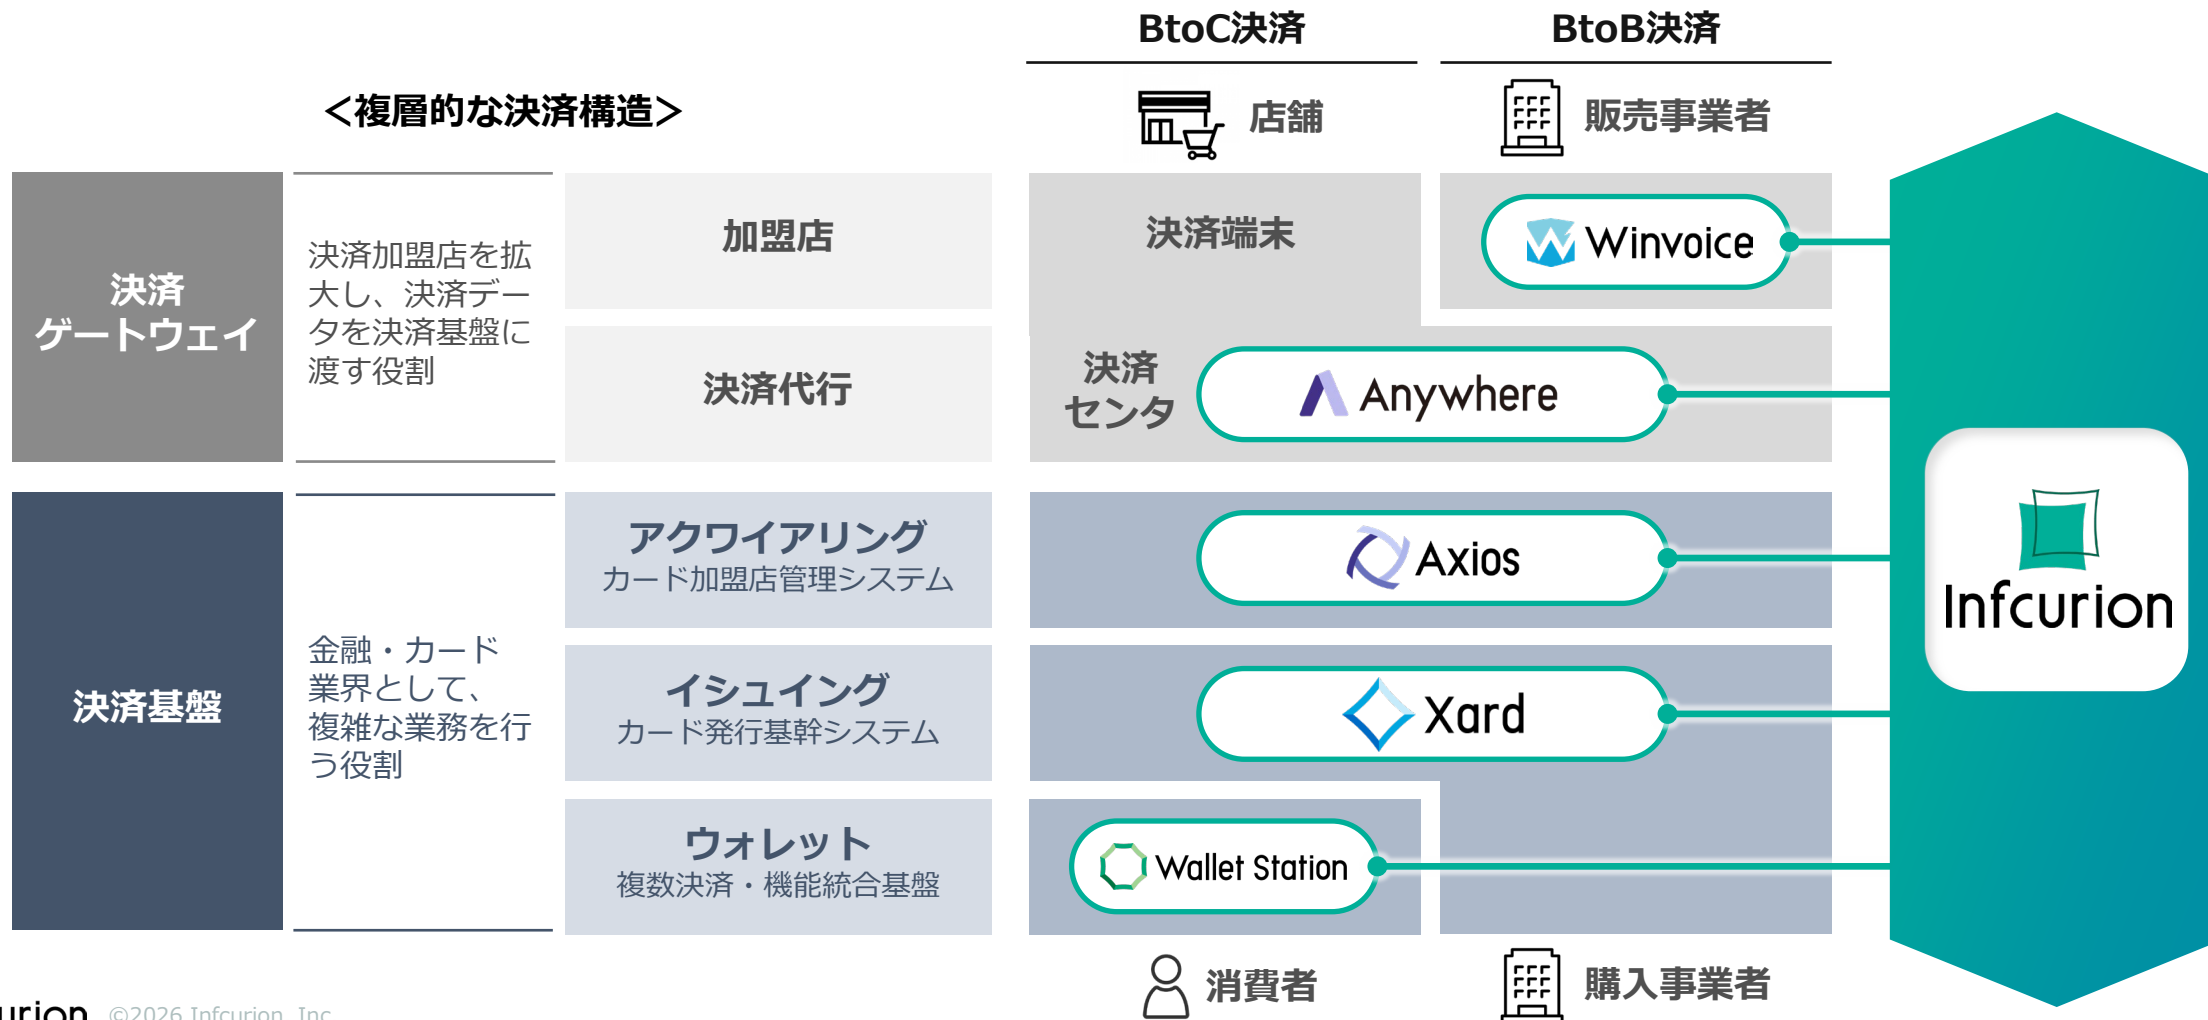 BtoC決済
BtoB決済
＜複層的な決済構造＞
店舗
販売事業者
決済
ゲートウェイ
決済加盟店を拡
大し、決済デー
タを決済基盤に
渡す役割
加盟店
決済代行
決済端末
Winvoice
決済
センタ
Anywhere
決済基盤
金融・カード
業界として、
複雑な業務を行
う役割
アクワイアリング
カード加盟店管理システム
Axios
イシュイング
カード発行基幹システム
Xard
ウォレット
複数決済・機能統合基盤
Wallet Station
Infcurion
消費者
購入事業者
©2026 Infcurion, Inc